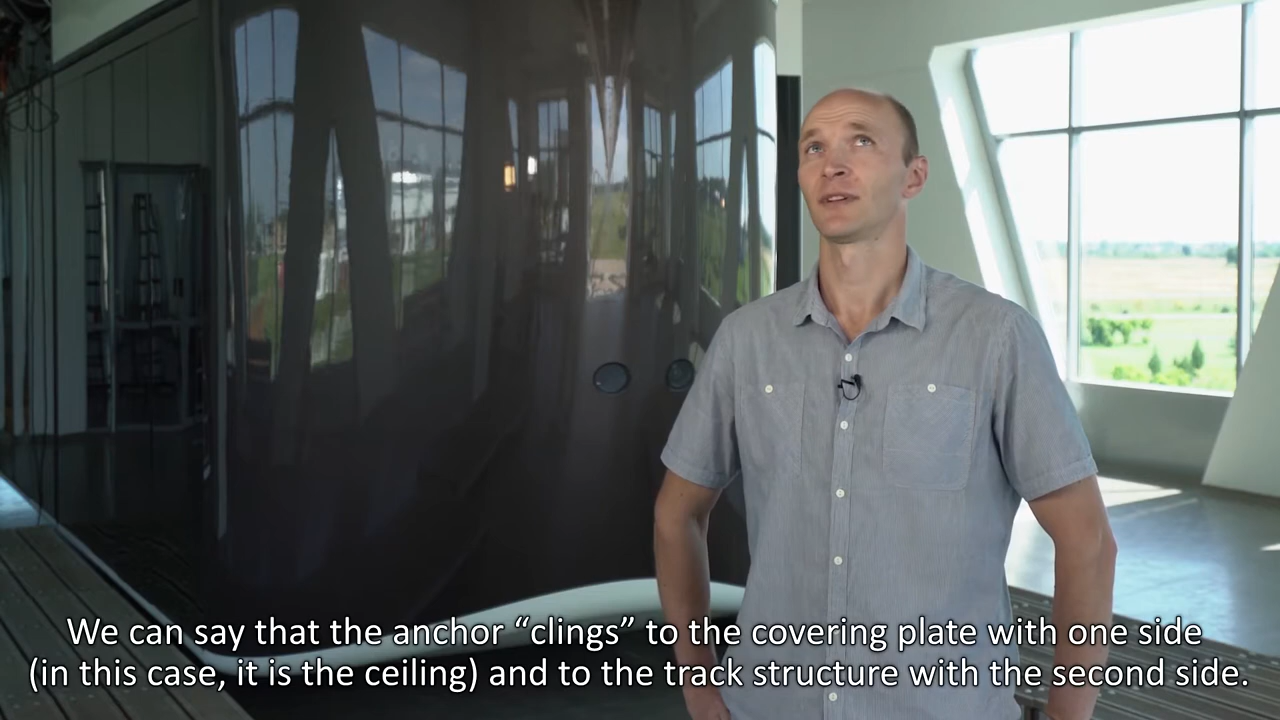 We can say that the anchor “clings” to the covering plate with one side
(in this case, it is the ceiling) and to the track structure with the second side.